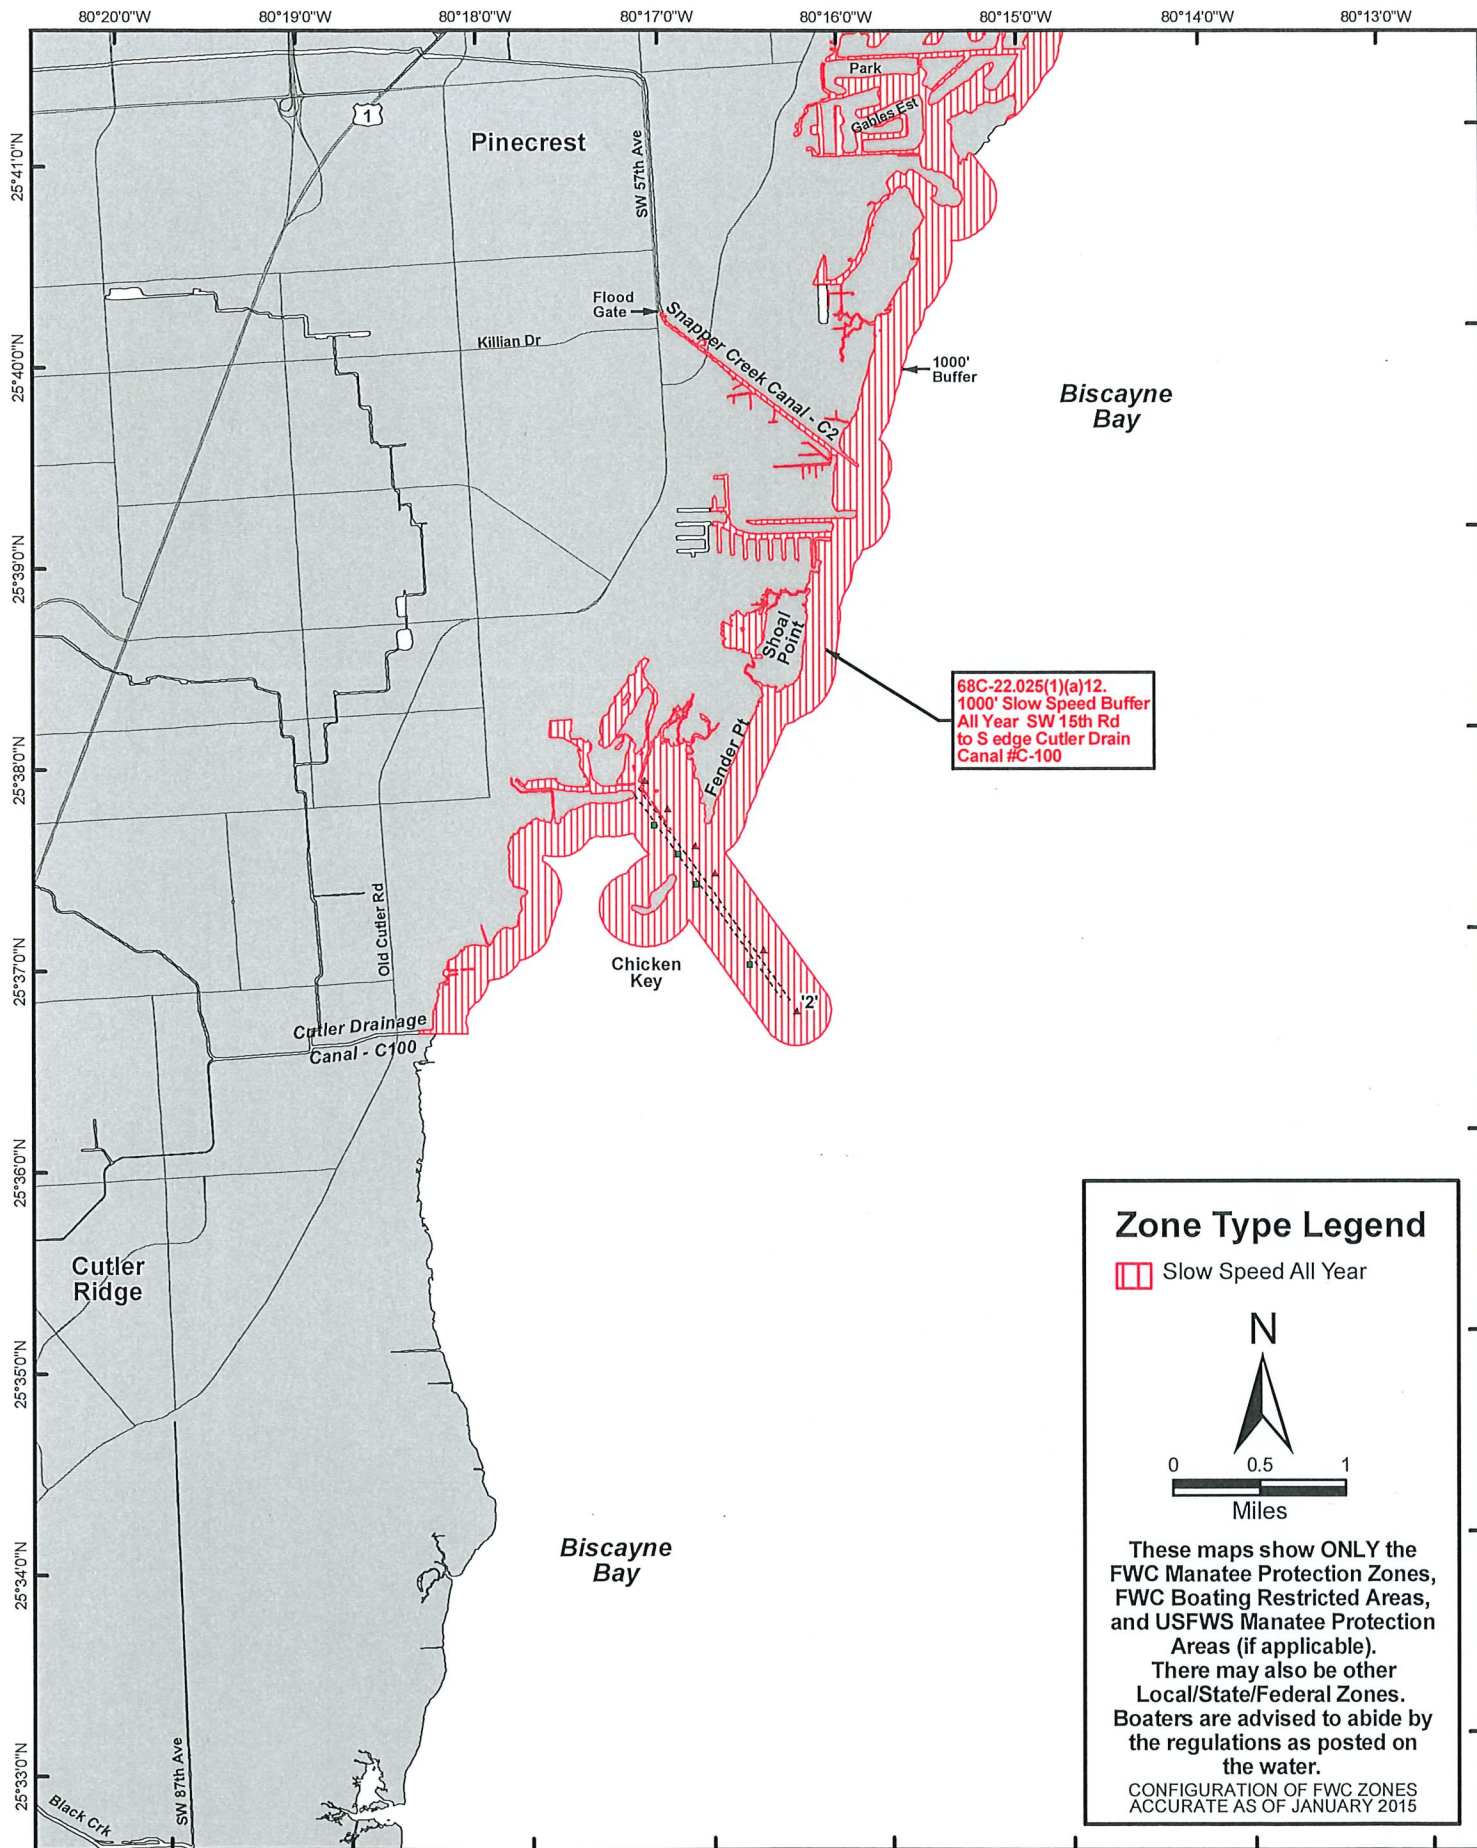 80°20'0"W
80°19'0"W
80°18'0"W
80°17'0"W
80°16'0"W
80°15'0"W
80°14'0"W
80°13'0"W
25°41'0"N
25°40'0"N
25°39'0"N
25°38'0"N
25°37'0"N
25°36'0"N
25°35'0"N
25°34'0"N
25°33'0"N
Park
Gables Est
1
Pinecrest
SW 57th Ave
Flood
Gate
Snapper Creek Canal - C2
Killian Dr
1000'
Buffer
Biscayne
Bay
Shoal
Point
68C-22.025(1)(a)12.
1000' Slow Speed Buffer
All Year SW 15th Rd
to S edge Cutler Drain
Canal #C-100
Fender Pt
Old Cutler Rd
Chicken
Key
'2'
Cutler Drainage
Canal - C100
Cutler
Ridge
Biscayne
Bay
SW 87th Ave
Black Crk
Zone Type Legend
Slow Speed All Year
N
0 0.5 1
Miles
These maps show ONLY the
FWC Manatee Protection Zones,
FWC Boating Restricted Areas,
and USFWS Manatee Protection
Areas (if applicable).
There may also be other
Local/State/Federal Zones.
Boaters are advised to abide by
the regulations as posted on
the water.
CONFIGURATION OF FWC ZONES
ACCURATE AS OF JANUARY 2015